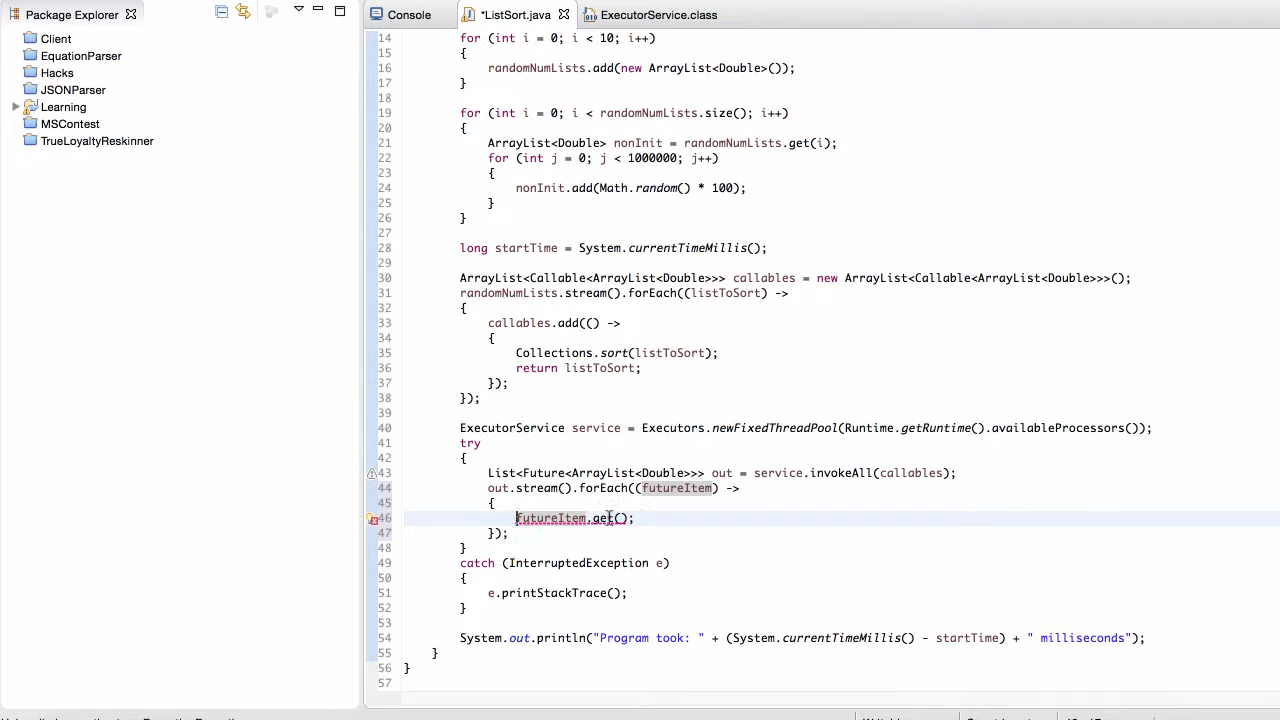 Package Explorer
Client
EquationParser
Hacks
JSONParser
Learning
MSContest
TrueLoyaltyReskinner
Console
*ListSort.java
ExecutorService.class
14 for (int i = 0; i < 10; i++)
15 {
16 randomNumLists.add(new ArrayList<Double>());
17 }
18
19 for (int i = 0; i < randomNumLists.size(); i++)
20 {
21 ArrayList<Double> nonInit = randomNumLists.get(i);
22 for (int j = 0; j < 1000000; j++)
23 {
24 nonInit.add(Math.random() * 100);
25 }
26 }
27
28 long startTime = System.currentTimeMillis();
29
30 ArrayList<Callable<ArrayList<Double>>> callables = new ArrayList<Callable<ArrayList<Double>>>();
31 randomNumLists.stream().forEach((listToSort) ->
32 {
33 callables.add(() ->
34 {
35 Collections.sort(listToSort);
36 return listToSort;
37 });
38 });
39
40 ExecutorService service = Executors.newFixedThreadPool(Runtime.getRuntime().availableProcessors());
41 try
42 {
43 List<Future<ArrayList<Double>>> out = service.invokeAll(callables);
44 out.stream().forEach((futureItem) ->
45 {
46 futureItem.get();
47 });
48 }
49 catch (InterruptedException e)
50 {
51 e.printStackTrace();
52 }
53
54 System.out.println("Program took: " + (System.currentTimeMillis() - startTime) + " milliseconds");
55 }
56 }
57